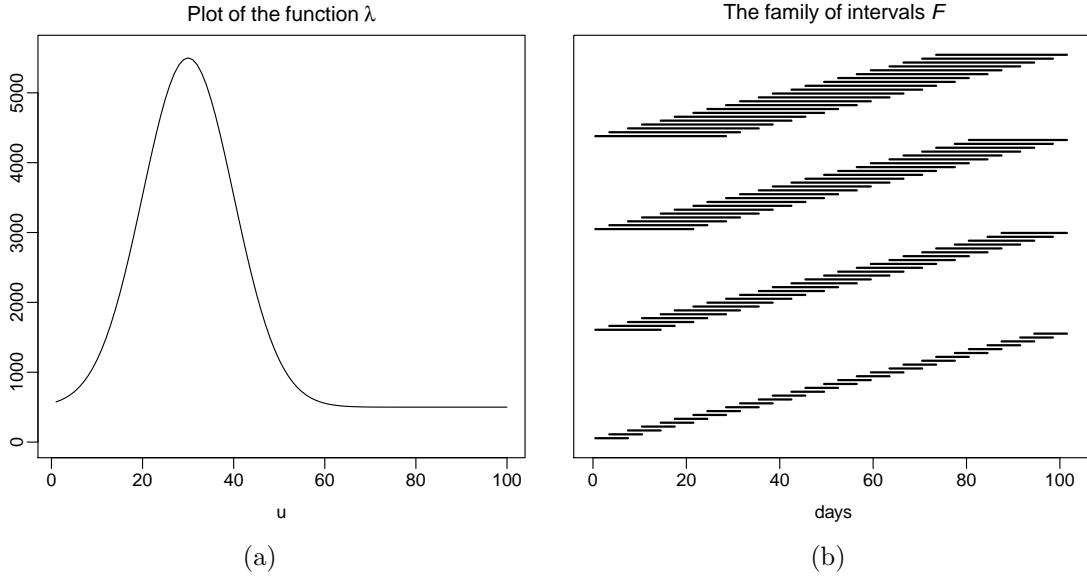 Plot of the function λ
0
1000
2000
3000
4000
5000
0 20 40 60 80 100
u
(a)
The family of intervals F
0 20 40 60 80 100
days
(b)